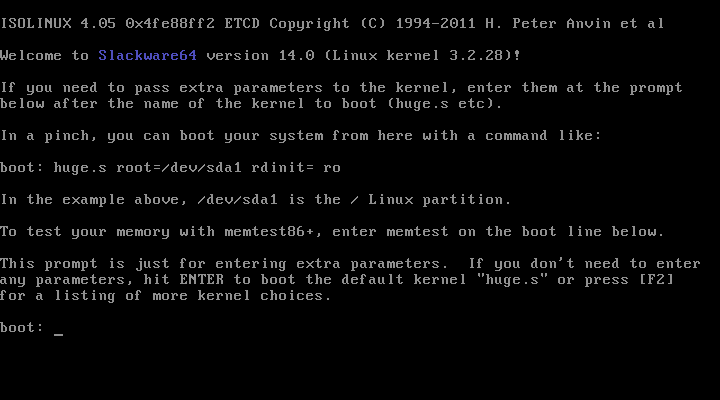 ISOLINUX 4.05 0x4fe88ff2 ETCD Copyright (C) 1994-2011 H. Peter Anvin et al
Welcome to Slackware64 version 14.0 (Linux kernel 3.2.28)!
If you need to pass extra parameters to the kernel, enter them at the prompt
below after the name of the kernel to boot (huge.s etc).
In a pinch, you can boot your system from here with a command like:
boot: huge.s root=/dev/sda1 rdinit= ro
In the example above, /dev/sda1 is the / Linux partition.
To test your memory with memtest86+, enter memtest on the boot line below.
This prompt is just for entering extra parameters.  If you don't need to enter
any parameters, hit ENTER to boot the default kernel "huge.s" or press [F2]
for a listing of more kernel choices.
boot: _